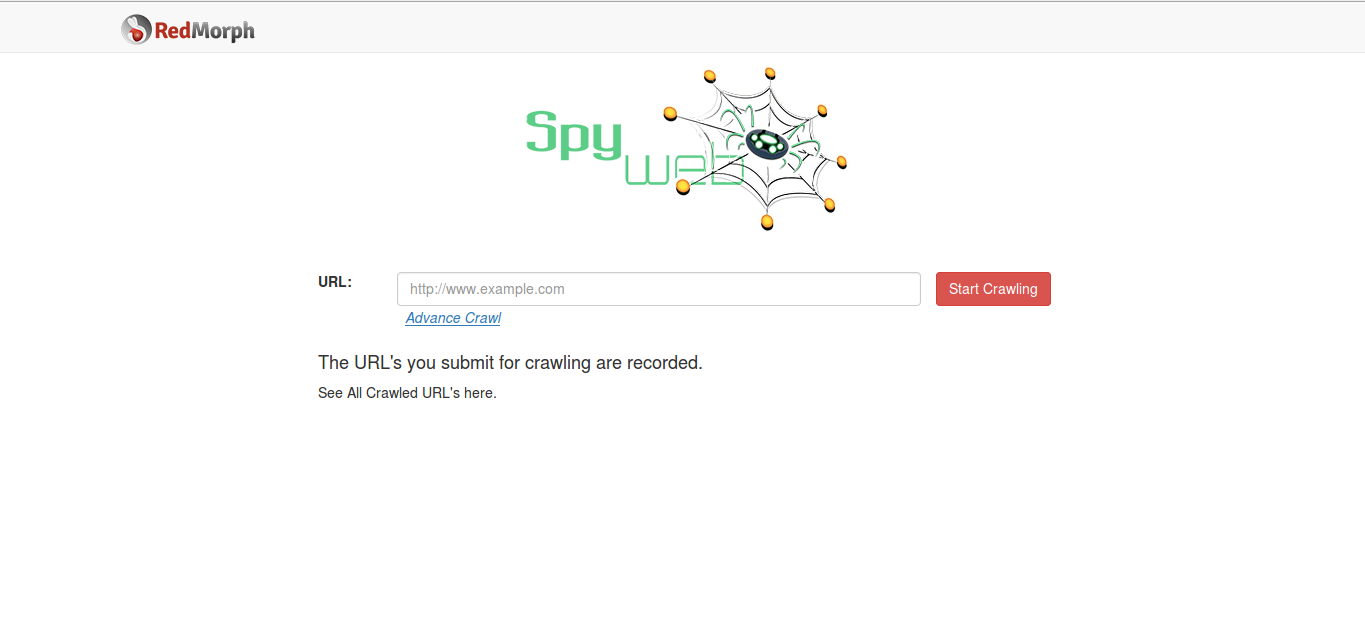 RedMorph
Spy
web
URL:
http://www.example.com
Start Crawling
Advance Crawl
The URL's you submit for crawling are recorded.
See All Crawled URL's here.